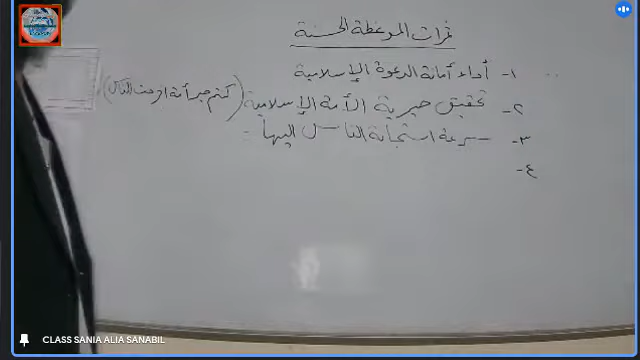 ثمرات الموعظة الحسنة
١- أداء أمانة الدعوة الإسلامية
٢- تحقيق خيرية الأمة الإسلامية (كنتم خير أمة أخرجت للناس)
٣- سرعة استجابة الناس إليها
٤-
CLASS SANIA ALIA SANABIL